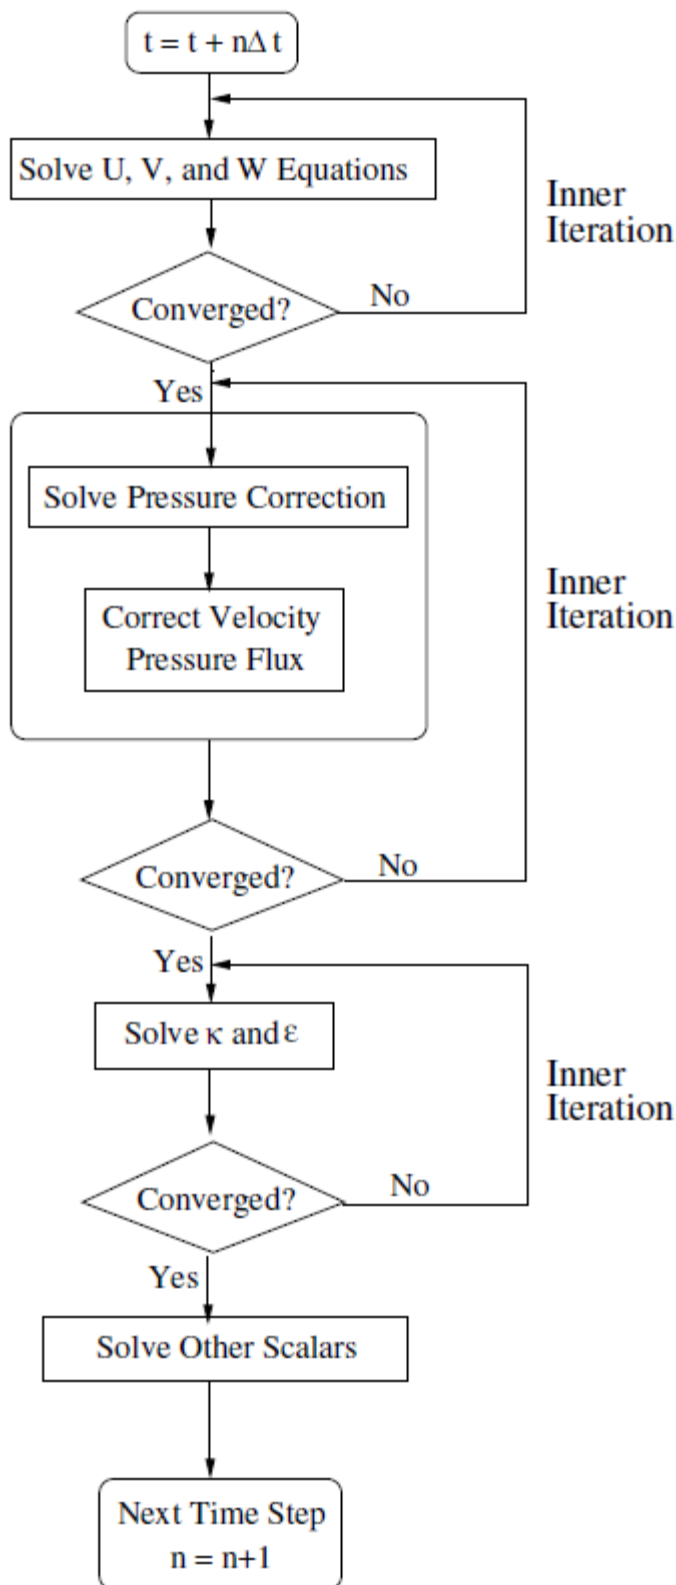 t = t + nΔ t
Solve U, V, and W Equations
Inner
Iteration
Converged?
No
Yes
Solve Pressure Correction
Correct Velocity
Pressure Flux
Inner
Iteration
Converged?
No
Yes
Solve κ and ε
Inner
Iteration
Converged?
No
Yes
Solve Other Scalars
Next Time Step
n = n+1